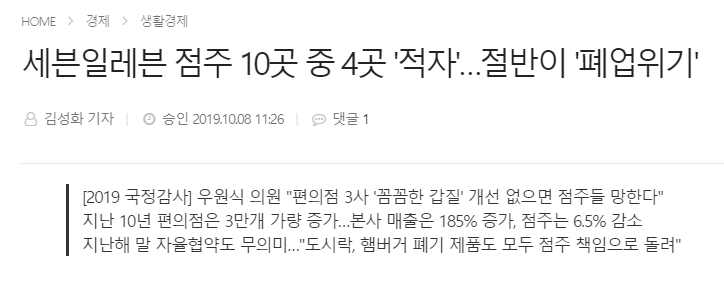 HOME > 경제 > 생활경제
세븐일레븐 점주 10곳 중 4곳 '적자'...절반이 '폐업위기'
김성화 기자 | 승인 2019.10.08 11:26 | 댓글 1
[2019 국정감사] 우원식 의원 "편의점 3사 '꼼꼼한 갑질' 개선 없으면 점주들 망한다"
지난 10년 편의점은 3만개 가량 증가...본사 매출은 185% 증가, 점주는 6.5% 감소
지난해 말 자율협약도 무의미..."도시락, 햄버거 폐기 제품도 모두 점주 책임으로 돌려"